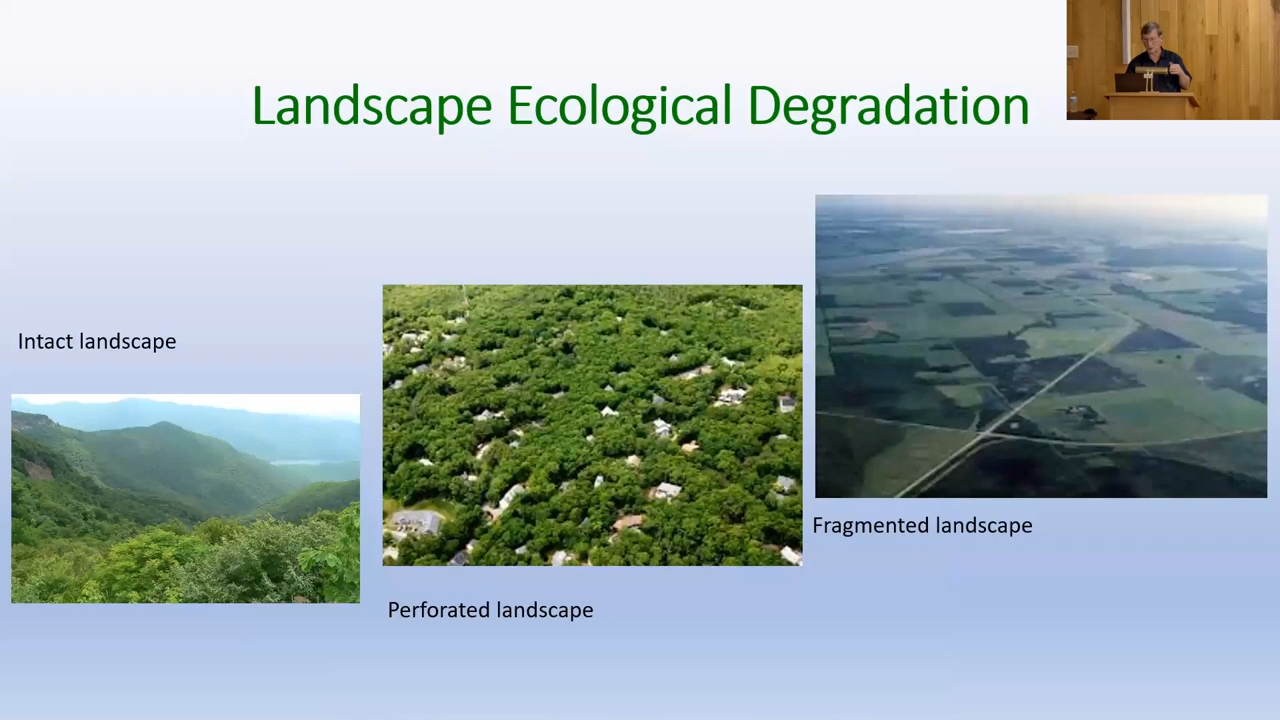 Landscape Ecological Degradation
Intact landscape
Perforated landscape
Fragmented landscape